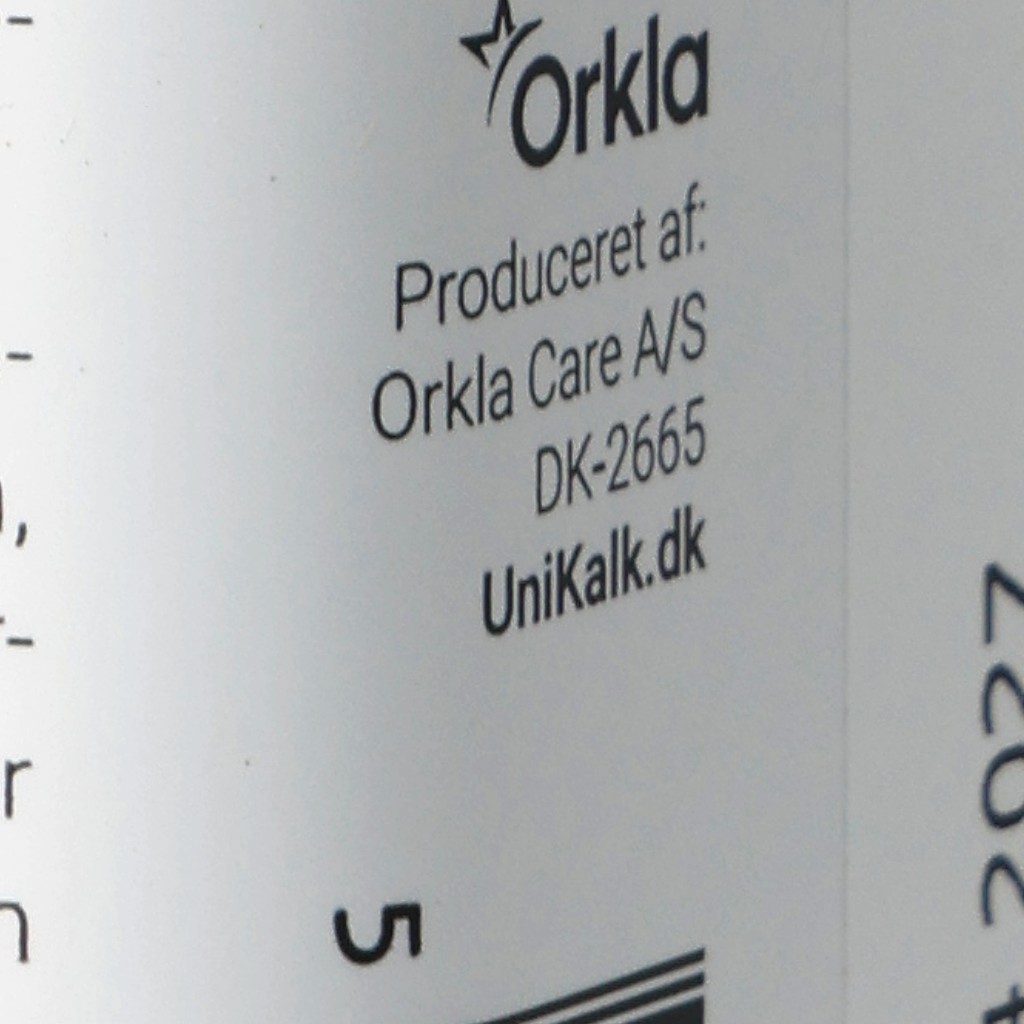 Orkla
Produceret af:
Orkla Care A/S
DK-2665
UniKalk.dk
5